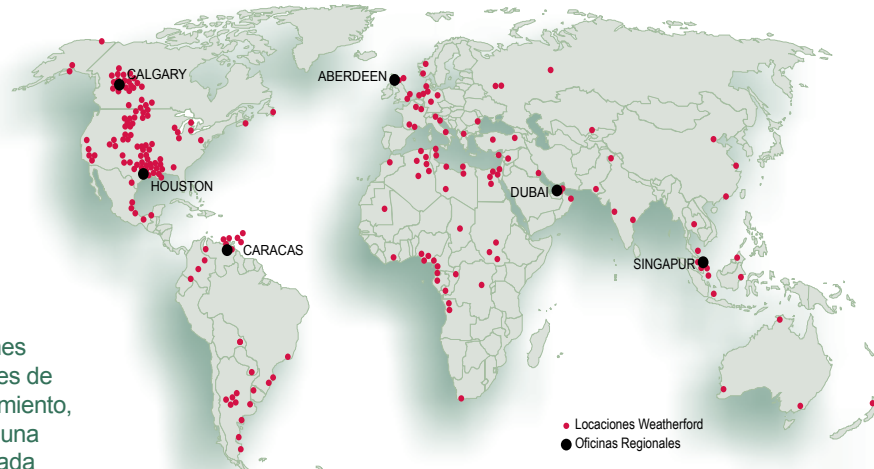 CALGARY
ABERDEEN
HOUSTON
DUBAI
CARACAS
SINGAPUR
nes
es de
miento,
una
ada
Locaciones Weatherford
Oficinas Regionales